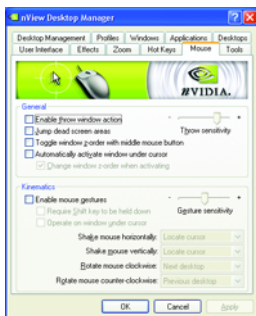 nView Desktop Manager
Desktop Management Profiles Windows Applications Desktops
User Interface Effects Zoom Hot Keys Mouse Tools
NVIDIA.
General
Enable throw window action
- +
Jump dead screen areas
Throw sensitivity
Toggle window z-order with middle mouse button
Automatically activate window under cursor
Change window z-order when activating
Kinematics
Enable mouse gestures
- +
Require Shift key to be held down
Gesture sensitivity
Operate on window under cursor
Shake mouse horizontally: Locate cursor
Shake mouse vertically: Locate cursor
Rotate mouse clockwise: Next desktop
Rotate mouse counter-clockwise: Previous desktop
OK Cancel Apply